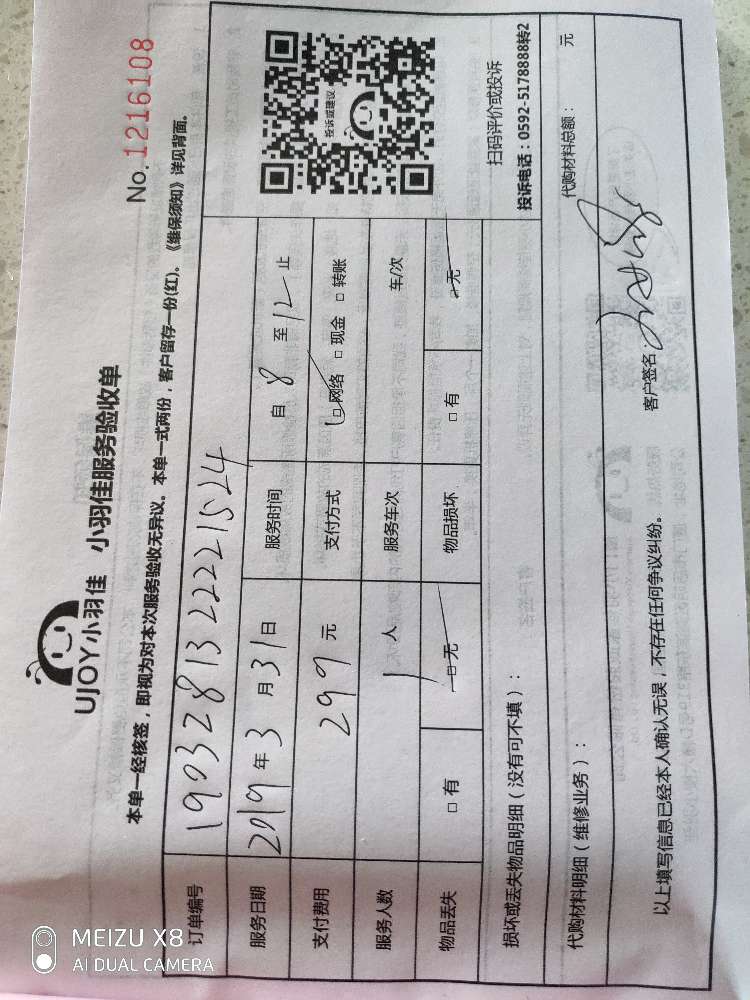 UJOY小羽佳 小羽佳服务验收单
No.1216108
本单一经核签，即视为对本次服务验收无异议。本单一式两份，客户留存一份(红)。《维保须知》详见背面。
订单编号 190328132221524
服务日期 2019年3月31日 服务时间 自8至12止
支付费用 299元 支付方式 □网络 □现金 □转账
服务人数 1人 服务车次 车/次
物品丢失 □有 □无 物品损坏 □有 □无
投诉或建议
扫码评价或投诉
投诉电话：0592-5178888转2
损坏或丢失物品明细（没有可不填）：
代购材料明细（维修业务）： 代购材料总额： 元
以上填写信息已经本人确认无误，不存在任何争议纠纷。 客户签名：
MEIZU X8
AI DUAL CAMERA